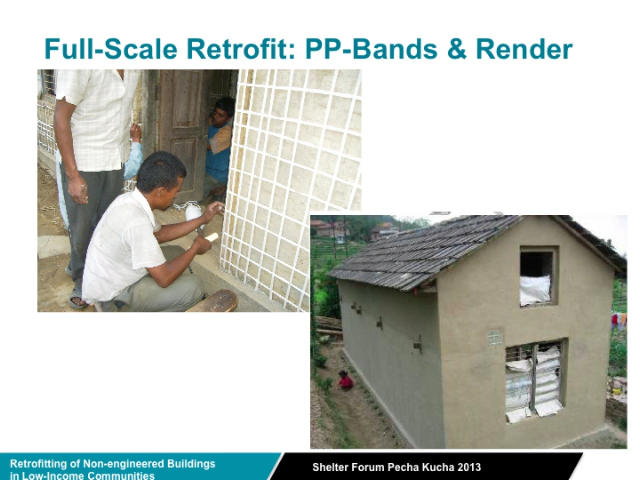 Full-Scale Retrofit: PP-Bands & Render
Retrofitting of Non-engineered Buildings
in Low-Income Communities
Shelter Forum Pecha Kucha 2013